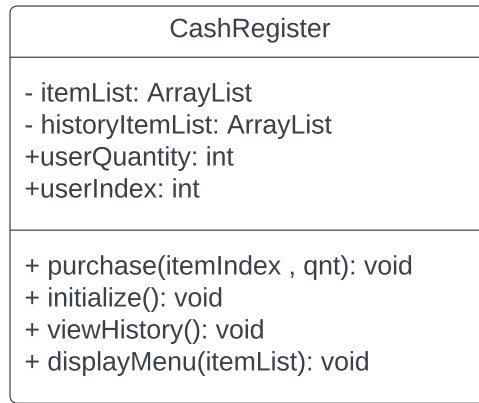 CashRegister
- itemList: ArrayList
- historyItemList: ArrayList
+userQuantity: int
+userIndex: int
+ purchase(itemIndex , qnt): void
+ initialize(): void
+ viewHistory(): void
+ displayMenu(itemList): void